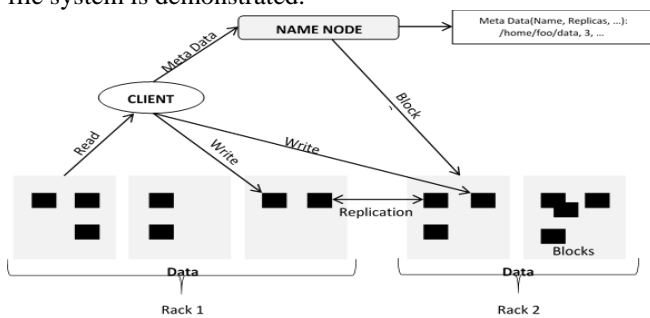 file system is demonstrated.
NAME NODE
Meta Data(Name, Replicas, ...):
/home/foo/data, 3, ...
Meta Data
CLIENT
Block
Read
Write
Write
Replication
Blocks
Data
Data
Rack 1
Rack 2